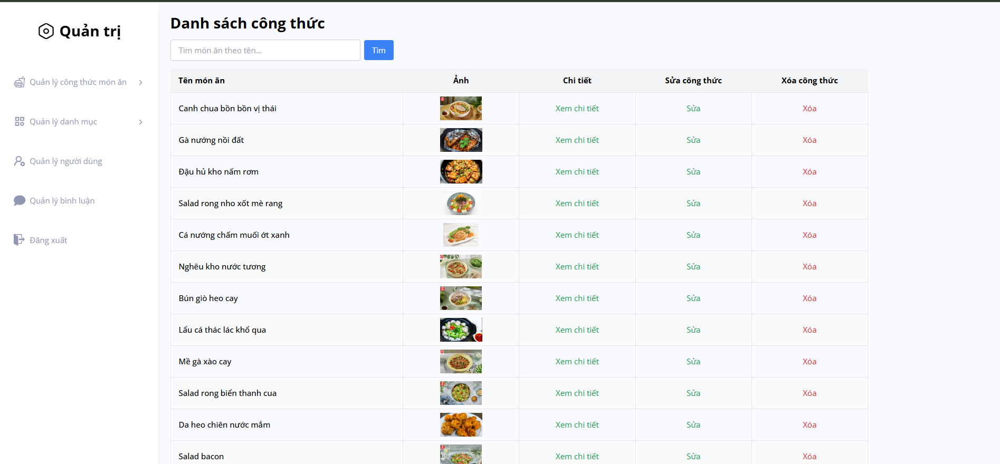 Quản trị
Quản lý công thức món ăn
Quản lý danh mục
Quản lý người dùng
Quản lý bình luận
Đăng xuất
Danh sách công thức
Tìm món ăn theo tên...
Tìm
Tên món ăn Ảnh Chi tiết Sửa công thức Xóa công thức
Canh chua bồn bồn vị thái Xem chi tiết Sửa Xóa
Gà nướng nồi đất Xem chi tiết Sửa Xóa
Đậu hủ kho nấm rơm Xem chi tiết Sửa Xóa
Salad rong nho xốt mè rang Xem chi tiết Sửa Xóa
Cá nướng chấm muối ớt xanh Xem chi tiết Sửa Xóa
Nghêu kho nước tương Xem chi tiết Sửa Xóa
Bún giò heo cay Xem chi tiết Sửa Xóa
Lẩu cá thác lác khổ qua Xem chi tiết Sửa Xóa
Mề gà xào cay Xem chi tiết Sửa Xóa
Salad rong biển thanh cua Xem chi tiết Sửa Xóa
Da heo chiên nước mắm Xem chi tiết Sửa Xóa
Salad bacon Xem chi tiết Sửa Xóa